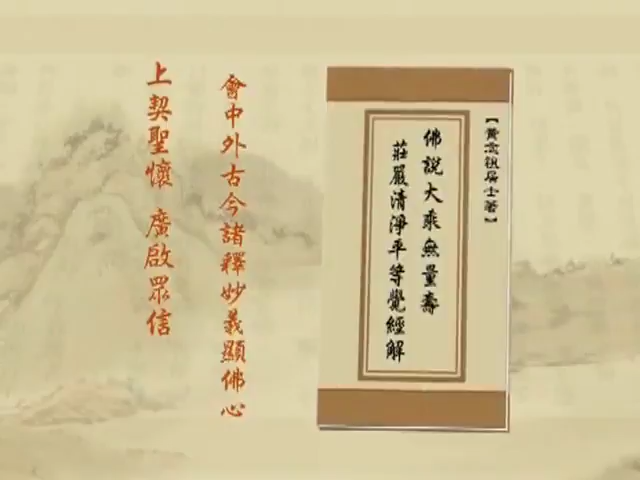 【黃念祖居士著】
佛說大乘無量壽
莊嚴清淨平等覺經解
會中外古今諸釋妙義顯佛心
上契聖懷 廣啟眾信